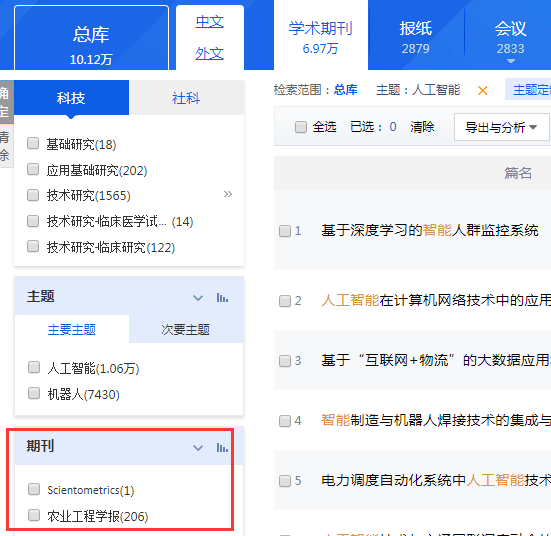 总库
10.12万
中文
外文
学术期刊
6.97万
报纸
2879
会议
2833
确定
清除
科技
社科
基础研究(18)
应用基础研究(202)
技术研究(1565)
技术研究-临床医学试... (14)
技术研究-临床研究(122)
»
主题
主要主题
次要主题
人工智能(1.06万)
机器人(7430)
期刊
Scientometrics(1)
农业工程学报(206)
检索范围：总库 主题：人工智能 × 主题定制
全选 已选：0 清除 导出与分析
篇名
1 基于深度学习的智能人群监控系统
2 人工智能在计算机网络技术中的应用
3 基于“互联网+物流”的大数据应用
4 智能制造与机器人焊接技术的集成与
5 电力调度自动化系统中人工智能技术